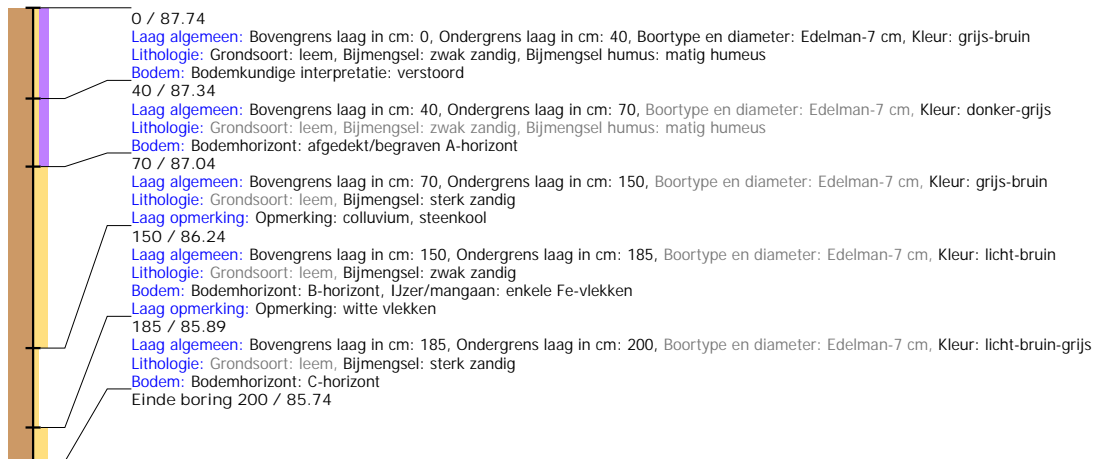 0 / 87.74
Laag algemeen: Bovengrens laag in cm: 0, Ondergrens laag in cm: 40, Boortype en diameter: Edelman-7 cm, Kleur: grijs-bruin
Lithologie: Grondsoort: leem, Bijmengsel: zwak zandig, Bijmengsel humus: matig humeus
Bodem: Bodemkundige interpretatie: verstoord
40 / 87.34
Laag algemeen: Bovengrens laag in cm: 40, Ondergrens laag in cm: 70, Boortype en diameter: Edelman-7 cm, Kleur: donker-grijs
Lithologie: Grondsoort: leem, Bijmengsel: zwak zandig, Bijmengsel humus: matig humeus
Bodem: Bodemhorizont: afgedekt/begraven A-horizont
70 / 87.04
Laag algemeen: Bovengrens laag in cm: 70, Ondergrens laag in cm: 150, Boortype en diameter: Edelman-7 cm, Kleur: grijs-bruin
Lithologie: Grondsoort: leem, Bijmengsel: sterk zandig
Laag opmerking: Opmerking: colluvium, steenkool
150 / 86.24
Laag algemeen: Bovengrens laag in cm: 150, Ondergrens laag in cm: 185, Boortype en diameter: Edelman-7 cm, Kleur: licht-bruin
Lithologie: Grondsoort: leem, Bijmengsel: zwak zandig
Bodem: Bodemhorizont: B-horizont, IJzer/mangaan: enkele Fe-vlekken
Laag opmerking: Opmerking: witte vlekken
185 / 85.89
Laag algemeen: Bovengrens laag in cm: 185, Ondergrens laag in cm: 200, Boortype en diameter: Edelman-7 cm, Kleur: licht-bruin-grijs
Lithologie: Grondsoort: leem, Bijmengsel: sterk zandig
Bodem: Bodemhorizont: C-horizont
Einde boring 200 / 85.74